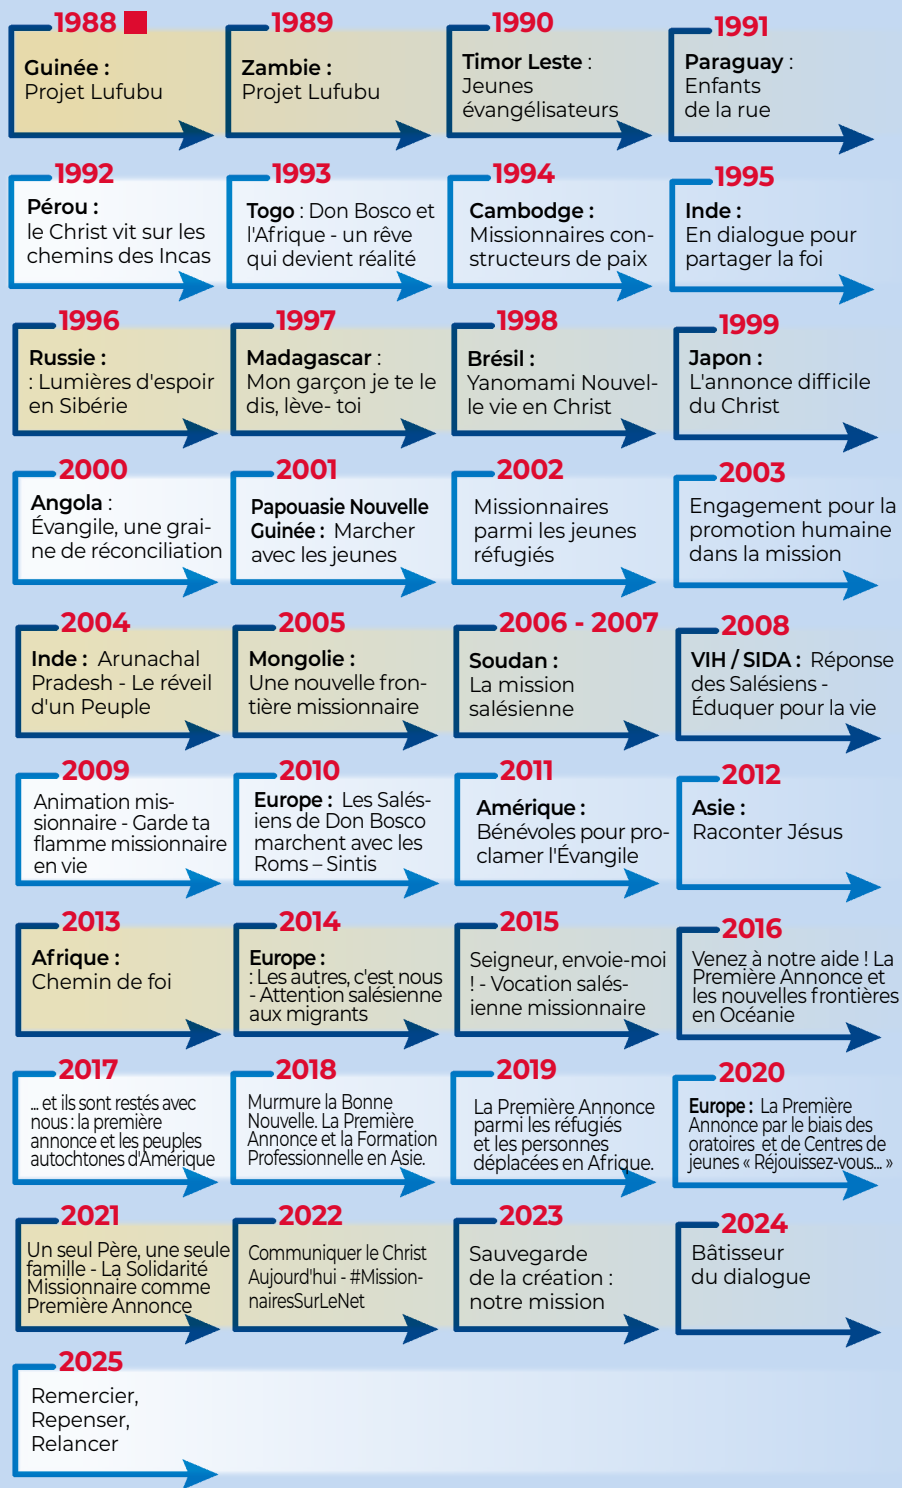 1988
Guinée :
Projet Lufubu
1989
Zambie :
Projet Lufubu
1990
Timor Leste :
Jeunes
évangélisateurs
1991
Paraguay :
Enfants
de la rue
1992
Pérou :
le Christ vit sur les
chemins des Incas
1993
Togo : Don Bosco et
l'Afrique - un rêve
qui devient réalité
1994
Cambodge :
Missionnaires con-
structeurs de paix
1995
Inde :
En dialogue pour
partager la foi
1996
Russie :
: Lumières d'espoir
en Sibérie
1997
Madagascar :
Mon garçon je te le
dis, lève- toi
1998
Brésil :
Yanomami Nouvel-
le vie en Christ
1999
Japon :
L'annonce difficile
du Christ
2000
Angola :
Évangile, une grai-
ne de réconciliation
2001
Papouasie Nouvelle
Guinée : Marcher
avec les jeunes
2002
Missionnaires
parmi les jeunes
réfugiés
2003
Engagement pour la
promotion humaine
dans la mission
2004
Inde : Arunachal
Pradesh - Le réveil
d'un Peuple
2005
Mongolie :
Une nouvelle fron-
tière missionnaire
2006 - 2007
Soudan :
La mission
salésienne
2008
VIH / SIDA : Réponse
des Salésiens -
Éduquer pour la vie
2009
Animation mis-
sionnaire - Garde ta
flamme missionnaire
en vie
2010
Europe : Les Salés-
iens de Don Bosco
marchent avec les
Roms – Sintis
2011
Amérique :
Bénévoles pour pro-
clamer l'Évangile
2012
Asie :
Raconter Jésus
2013
Afrique :
Chemin de foi
2014
Europe :
: Les autres, c'est nous
- Attention salésienne
aux migrants
2015
Seigneur, envoie-moi
! - Vocation salés-
ienne missionnaire
2016
Venez à notre aide ! La
Première Annonce et
les nouvelles frontières
en Océanie
2017
... et ils sont restés avec
nous : la première
annonce et les peuples
autochtones d'Amérique
2018
Murmure la Bonne
Nouvelle. La Première
Annonce et la Formation
Professionnelle en Asie.
2019
La Première Annonce
parmi les réfugiés
et les personnes
déplacées en Afrique.
2020
Europe : La Première
Annonce par le biais des
oratoires et de Centres de
jeunes « Réjouissez-vous... »
2021
Un seul Père, une seule
famille - La Solidarité
Missionnaire comme
Première Annonce
2022
Communiquer le Christ
Aujourd'hui - #Mission-
nairesSurLeNet
2023
Sauvegarde
de la création :
notre mission
2024
Bâtisseur
du dialogue
2025
Remercier,
Repenser,
Relancer